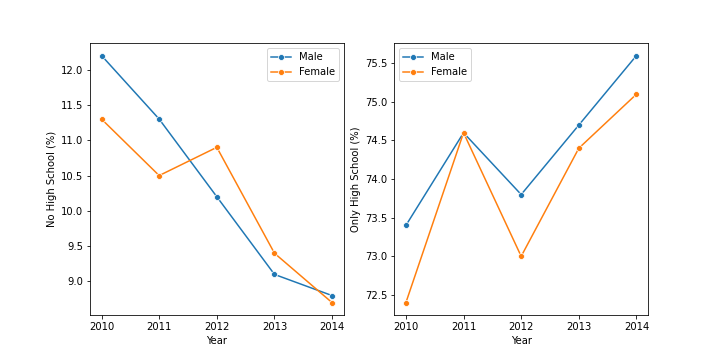 No High School (%)
12.0
11.5
11.0
10.5
10.0
9.5
9.0
Male
Female
2010 2011 2012 2013 2014
Year
Only High School (%)
75.5
75.0
74.5
74.0
73.5
73.0
72.5
Male
Female
2010 2011 2012 2013 2014
Year